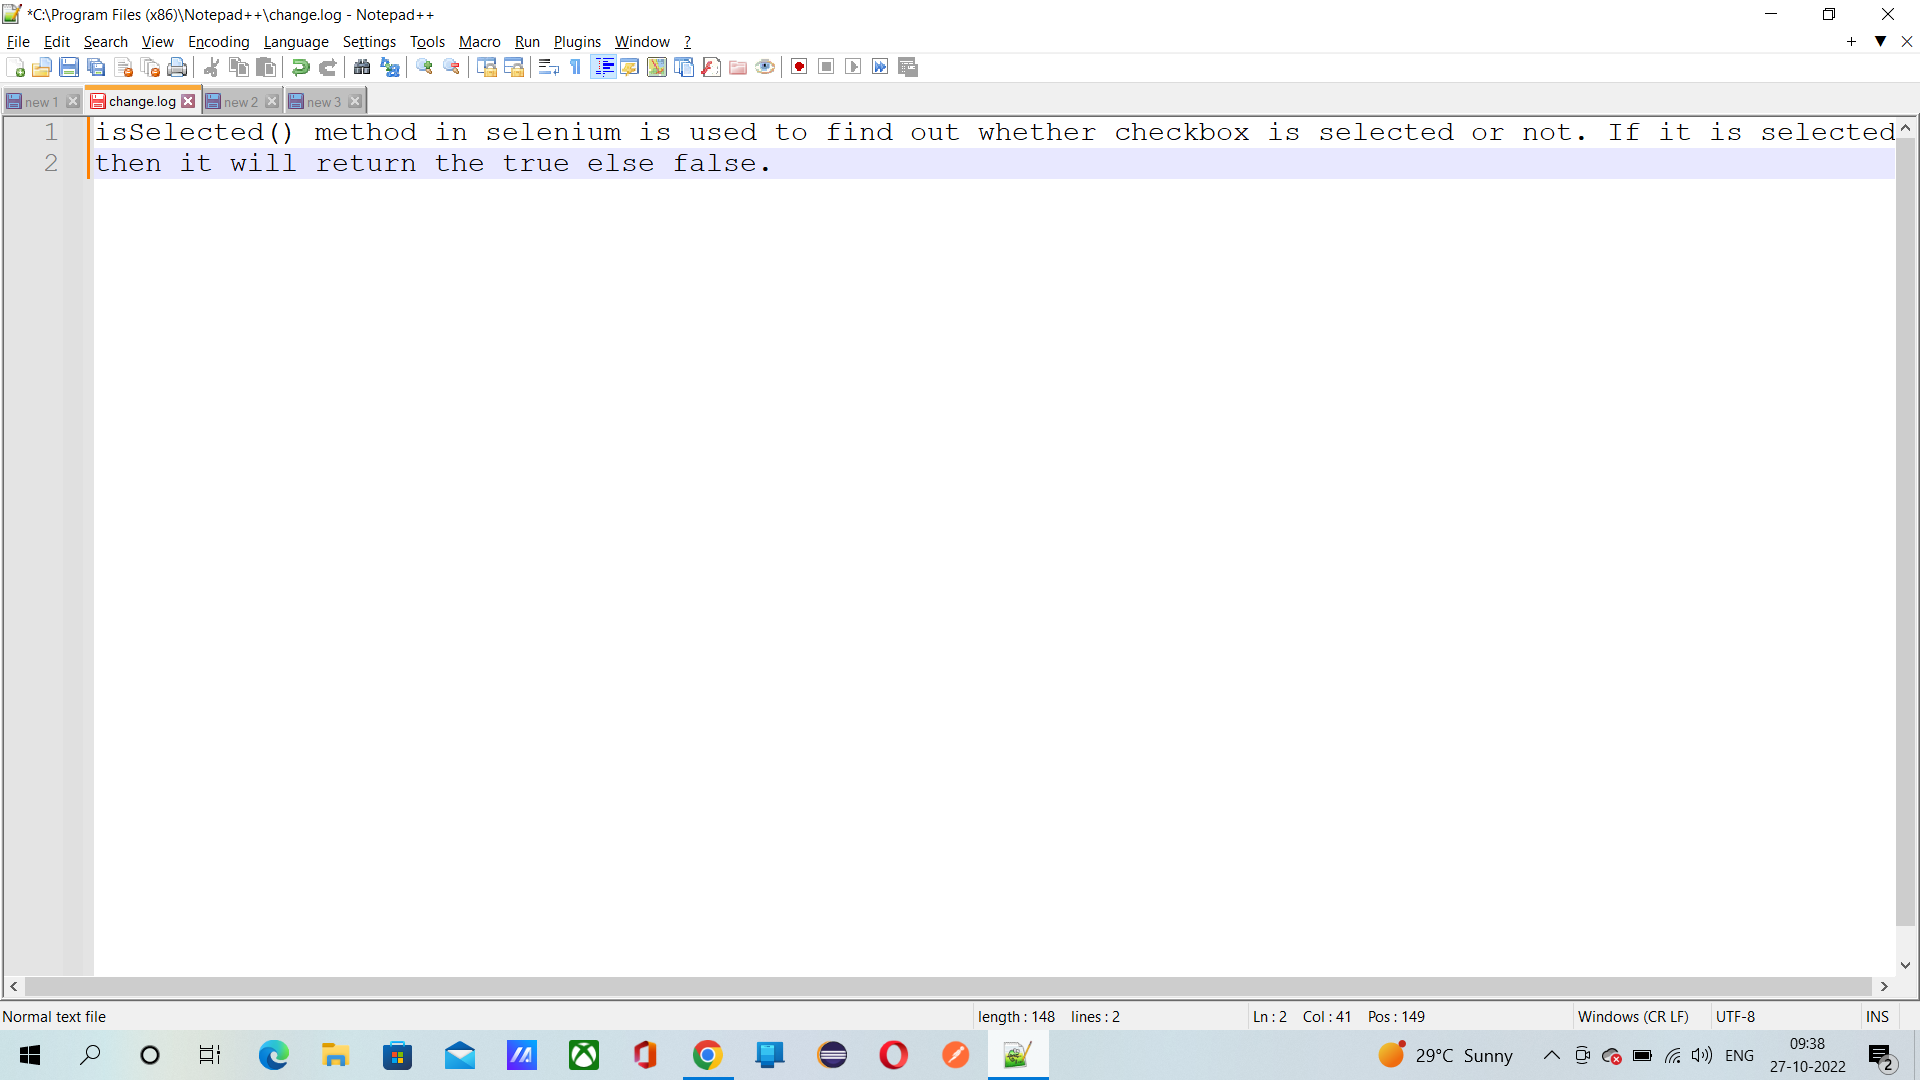 *C:\Program Files (x86)\Notepad++\change.log - Notepad++
File Edit Search View Encoding Language Settings Tools Macro Run Plugins Window ?
new 1 change.log new 2 new 3
1 isSelected() method in selenium is used to find out whether checkbox is selected or not. If it is selected
2 then it will return the true else false.
Normal text file length : 148 lines : 2 Ln : 2 Col : 41 Pos : 149 Windows (CR LF) UTF-8 INS
29°C Sunny ENG 09:38
27-10-2022 2